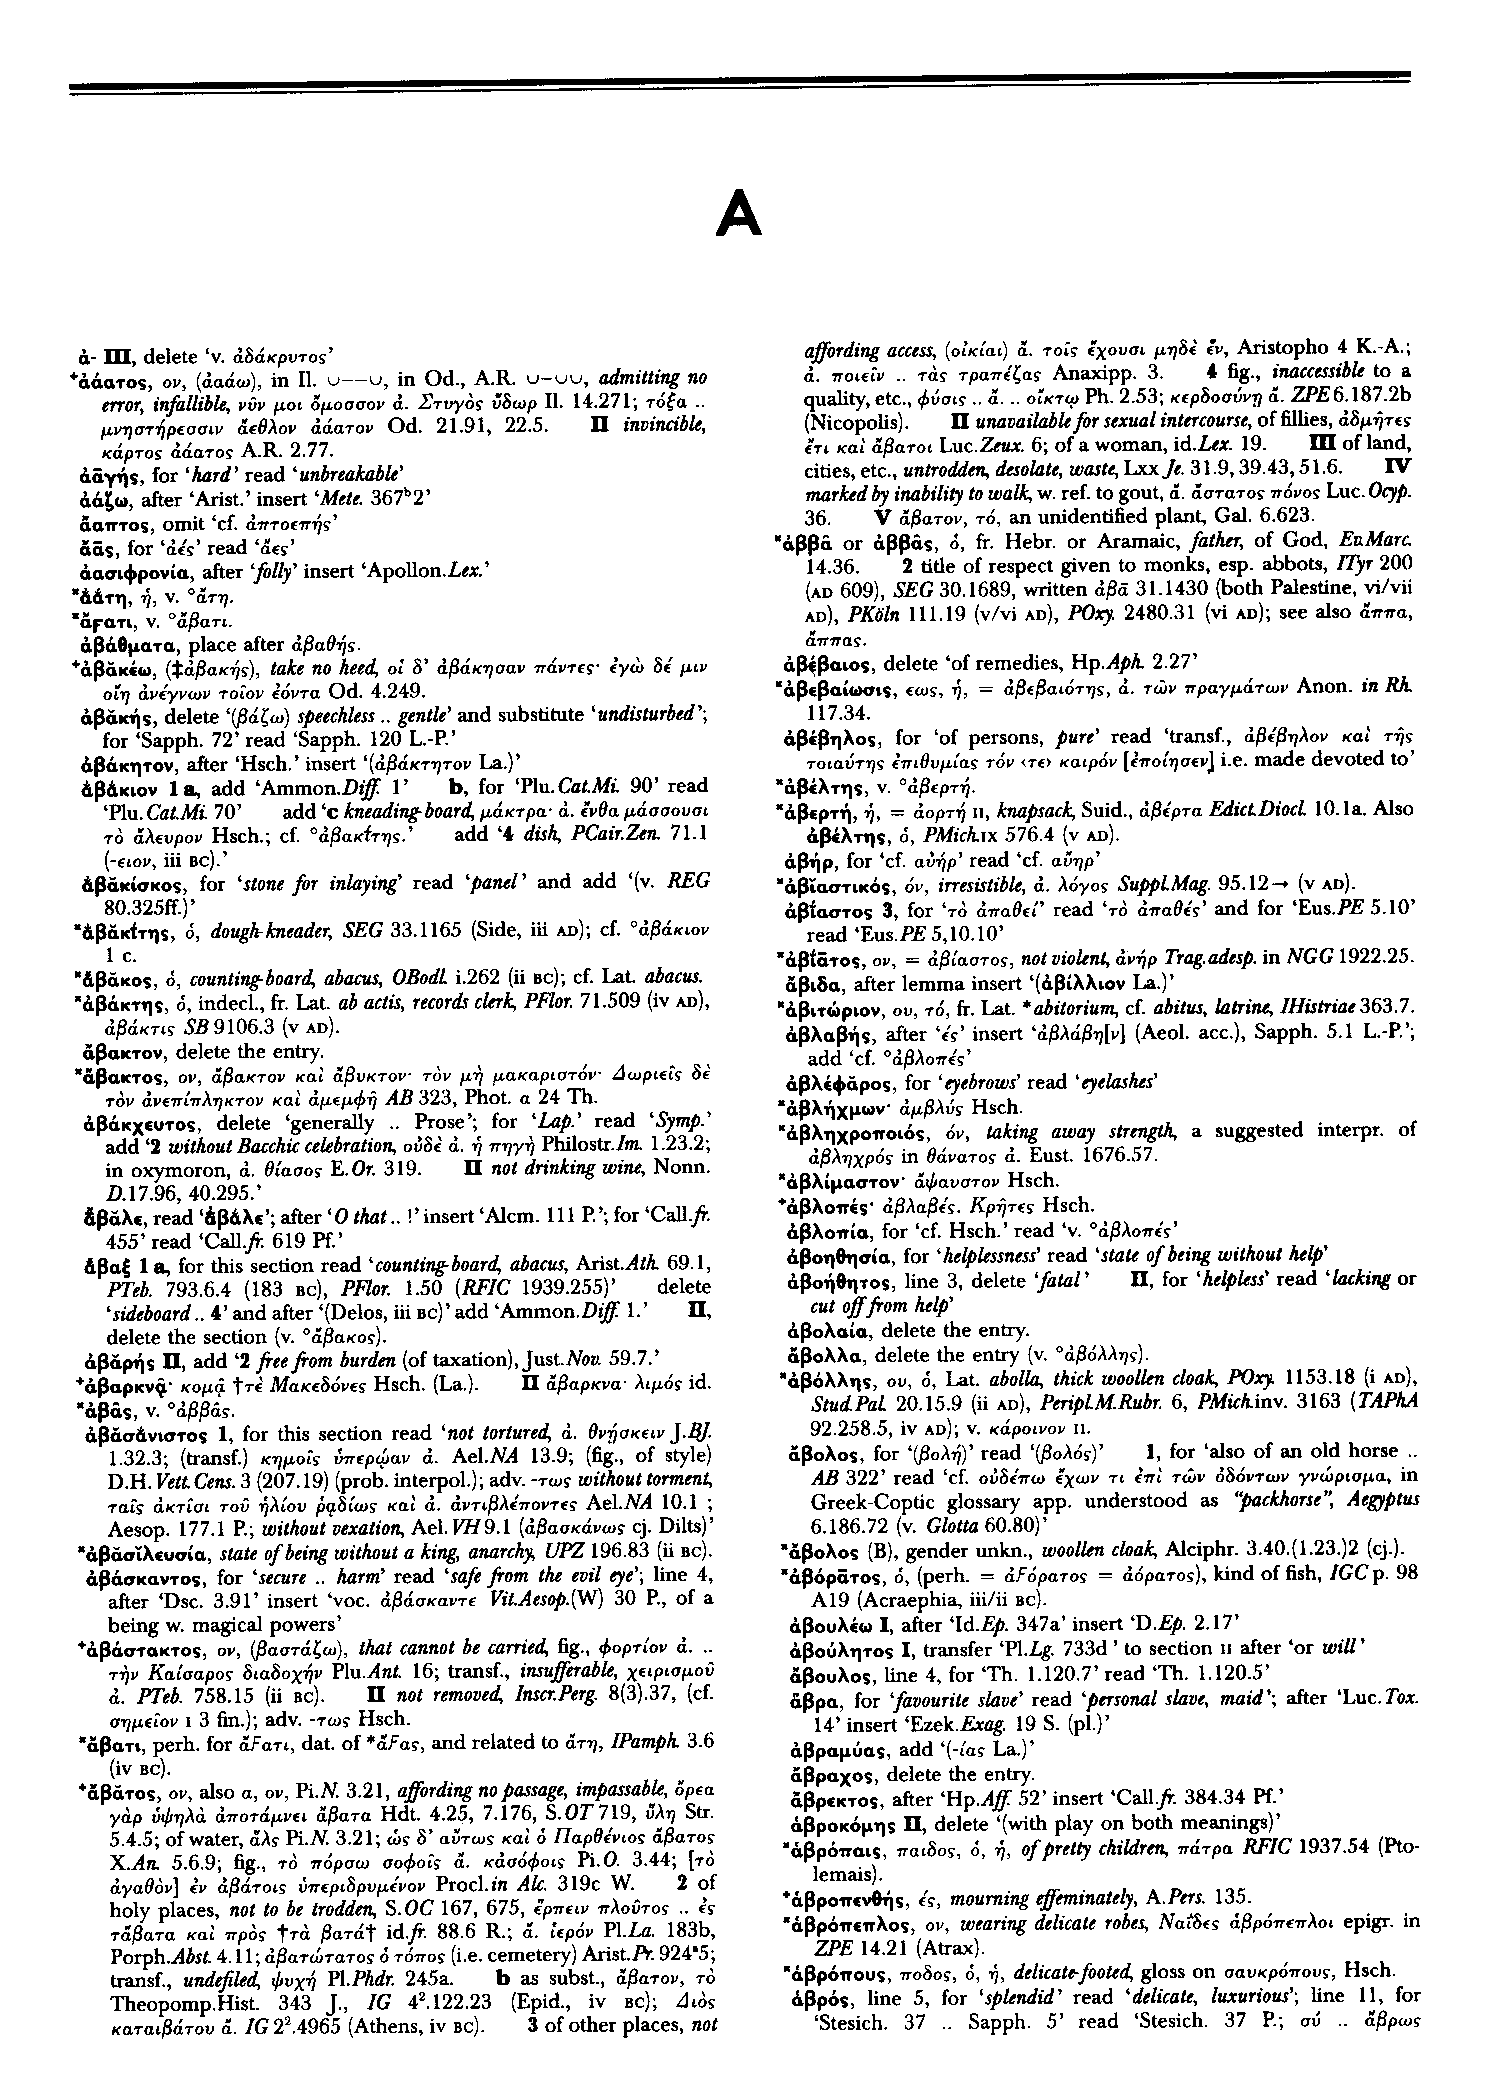 A
ἀ- III, delete ‘v. ἀδάκρυτος’
⁺ἀάατος, ον, (ἀαάω), in Il. ∪––∪, in Od., A.R. ∪–∪∪, admitting no
error, infallible, νῦν μοι ὄμοσσον ἀ. Στυγὸς ὕδωρ Il. 14.271; τόξα ..
μνηστήρεσσιν ἄεθλον ἀάατον Od. 21.91, 22.5. II invincible,
κάρτος ἀάατος A.R. 2.77.
ἀᾱγής, for ‘hard’ read ‘unbreakable’
ἀάζω, after ‘Arist.’ insert ‘Mete. 367ᵇ2’
ἄαπτος, omit ‘cf. ἀπτοεπής’
ἄᾱς, for ‘ἀές’ read ‘ἄες’
ἀασιφρονία, after ‘folly’ insert ‘Apollon.Lex.’
*ἀάτη, ἡ, v. °ἄτη.
*ἄϝατι, v. °ἄβατι.
ἀβάθματα, place after ἀβαθής.
⁺ἀβᾰκέω, (‡ἀβακής), take no heed, οἱ δ’ ἀβάκησαν πάντες· ἐγὼ δέ μιν
οἴη ἀνέγνων τοῖον ἐόντα Od. 4.249.
ἀβᾰκής, delete ‘(βάζω) speechless .. gentle’ and substitute ‘undisturbed’;
for ‘Sapph. 72’ read ‘Sapph. 120 L.-P.’
ἀβάκητον, after ‘Hsch.’ insert ‘(ἀβάκτητον La.)’
ἀβάκιον 1 a, add ‘Ammon.Diff. 1’ b, for ‘Plu.Cat.Mi. 90’ read
‘Plu.Cat.Mi. 70’ add ‘c kneading-board, μάκτρα· ἀ. ἔνθα μάσσουσι
τὸ ἄλευρον Hsch.; cf. °ἀβακίτης.’ add ‘4 dish, PCair.Zen. 71.1
(-ειον, iii BC).’
ἀβᾰκίσκος, for ‘stone for inlaying’ read ‘panel’ and add ‘(v. REG
80.325ff.)’
*ἀβᾰκίτης, ὁ, dough-kneader, SEG 33.1165 (Side, iii AD); cf. °ἀβάκιον
1 c.
*ἄβᾰκος, ὁ, counting-board, abacus, OBodl. i.262 (ii BC); cf. Lat. abacus.
*ἀβάκτης, ὁ, indecl., fr. Lat. ab actis, records clerk, PFlor. 71.509 (iv AD),
ἀβάκτις SB 9106.3 (v AD).
ἄβακτον, delete the entry.
*ἄβακτος, ον, ἄβακτον καὶ ἄβυκτον· τὸν μὴ μακαριστόν· Δωριεῖς δὲ
τὸν ἀνεπίπληκτον καὶ ἀμεμφῆ AB 323, Phot. α 24 Th.
ἀβάκχευτος, delete ‘generally .. Prose’; for ‘Lap.’ read ‘Symp.’
add ‘2 without Bacchic celebration, οὐδὲ ἀ. ἡ πηγὴ Philostr.Im. 1.23.2;
in oxymoron, ἀ. θίασος E.Or. 319. II not drinking wine, Nonn.
D.17.96, 40.295.’
ἄβᾰλε, read ‘ἀβάλε’; after ‘O that .. !’ insert ‘Alcm. 111 P.’; for ‘Call.fr.
455’ read ‘Call.fr. 619 Pf.’
ἄβαξ 1 a, for this section read ‘counting-board, abacus, Arist.Ath. 69.1,
PTeb. 793.6.4 (183 BC), PFlor. 1.50 (RFIC 1939.255)’ delete
‘sideboard .. 4’ and after ‘(Delos, iii BC)’ add ‘Ammon.Diff. 1.’ II,
delete the section (v. °ἄβακος).
ἀβᾰρής II, add ‘2 free from burden (of taxation), Just.Nov. 59.7.’
⁺ἀβαρκνᾷ· κομᾷ †τὲ Μακεδόνες Hsch. (La.). II ἄβαρκνα· λιμός id.
*ἀβᾶς, v. °ἀββᾶς.
ἀβᾰσάνιστος 1, for this section read ‘not tortured, ἀ. θνήσκειν J.BJ.
1.32.3; (transf.) κημοῖς ὑπερῴαν ἀ. Ael.NA 13.9; (fig., of style)
D.H. Vett.Cens. 3 (207.19) (prob. interpol.); adv. -τως without torment,
ταῖς ἀκτῖσι τοῦ ἡλίου ῥᾳδίως καὶ ἀ. ἀντιβλέποντες Ael.NA 10.1 ;
Aesop. 177.1 P.; without vexation, Ael. VH 9.1 (ἀβασκάνως cj. Dilts)’
*ἀβᾰσῐλευσία, state of being without a king, anarchy, UPZ 196.83 (ii BC).
ἀβάσκαντος, for ‘secure .. harm’ read ‘safe from the evil eye’; line 4,
after ‘Dsc. 3.91’ insert ‘voc. ἀβάσκαντε Vit.Aesop.(W) 30 P., of a
being w. magical powers’
⁺ἀβάστακτος, ον, (βαστάζω), that cannot be carried, fig., φορτίον ἀ. ..
τὴν Καίσαρος διαδοχήν Plu.Ant. 16; transf., insufferable, χειρισμοῦ
ἀ. PTeb. 758.15 (ii BC). II not removed, Inscr.Perg. 8(3).37, (cf.
σημεῖον I 3 fin.); adv. -τως Hsch.
*ἄβατι, perh. for ἄϝατι, dat. of *ἄϝας, and related to ἄτη, IPamph. 3.6
(iv BC).
⁺ἄβᾰτος, ον, also α, ον, Pi.N. 3.21, affording no passage, impassable, ὄρεα
γὰρ ὑψηλὰ ἀποτάμνει ἄβατα Hdt. 4.25, 7.176, S.OT 719, ὕλη Str.
5.4.5; of water, ἅλς Pi.N. 3.21; ὡς δ’ αὔτως καὶ ὁ Παρθένιος ἄβατος
X.An. 5.6.9; fig., τὸ πόρσω σοφοῖς ἄ. κἀσόφοις Pi.O. 3.44; [τὸ
ἀγαθὸν] ἐν ἀβάτοις ὑπεριδρυμένον Procl.in Alc. 319c W. 2 of
holy places, not to be trodden, S.OC 167, 675, ἕρπειν πλοῦτος .. ἐς
τἄβατα καὶ πρὸς †τὰ βατά† id.fr. 88.6 R.; ἄ. ἱερόν Pl.La. 183b,
Porph.Abst. 4.11; ἀβατώτατος ὁ τόπος (i.e. cemetery) Arist.Pr. 924ᵃ5;
transf., undefiled, ψυχή Pl.Phdr. 245a. b as subst., ἄβατον, τό
Theopomp.Hist. 343 J., IG 4².122.23 (Epid., iv BC); Διὸς
καταιβάτου ἄ. IG 2².4965 (Athens, iv BC). 3 of other places, not
affording access, (οἰκίαι) ἄ. τοῖς ἔχουσι μηδὲ ἕν, Aristopho 4 K.-A.;
ἀ. ποιεῖν .. τὰς τραπέζας Anaxipp. 3. 4 fig., inaccessible to a
quality, etc., φύσις .. ἄ. .. οἴκτῳ Ph. 2.53; κερδοσύνῃ ἄ. ZPE 6.187.2b
(Nicopolis). II unavailable for sexual intercourse, of fillies, ἀδμῆτες
ἔτι καὶ ἄβατοι Luc.Zeux. 6; of a woman, id.Lex. 19. III of land,
cities, etc., untrodden, desolate, waste, Lxx Je. 31.9, 39.43, 51.6. IV
marked by inability to walk, w. ref. to gout, ἄ. ἄστατος πόνος Luc.Ocyp.
36. V ἄβατον, τό, an unidentified plant, Gal. 6.623.
*ἀββᾶ or ἀββᾶς, ὁ, fr. Hebr. or Aramaic, father, of God, Eu.Marc.
14.36. 2 title of respect given to monks, esp. abbots, ITyr 200
(AD 609), SEG 30.1689, written ἀβᾶ 31.1430 (both Palestine, vi/vii
AD), PKöln 111.19 (v/vi AD), POxy. 2480.31 (vi AD); see also ἄππα,
ἄππας.
ἀβέβαιος, delete ‘of remedies, Hp.Aph. 2.27’
*ἀβεβαίωσις, εως, ἡ, = ἀβεβαιότης, ἀ. τῶν πραγμάτων Anon. in Rh.
117.34.
ἀβέβηλος, for ‘of persons, pure’ read ‘transf., ἀβέβηλον καὶ τῆς
τοιαύτης ἐπιθυμίας τόν ‹τε› καιρόν [ἐποίησεν] i.e. made devoted to’
*ἀβέλτης, v. °ἀβερτή.
*ἀβερτή, ἡ, = ἀορτή II, knapsack, Suid., ἀβέρτα Edict.Diocl. 10.1a. Also
ἀβέλτης, ὁ, PMich.IX 576.4 (v AD).
ἀβήρ, for ‘cf. αὐήρ’ read ‘cf. αὔηρ’
*ἀβῐαστικός, όν, irresistible, ἀ. λόγος Suppl.Mag. 95.12→ (v AD).
ἀβίαστος 3, for ‘τὸ ἀπαθεί’ read ‘τὸ ἀπαθές’ and for ‘Eus.PE 5.10’
read ‘Eus.PE 5,10.10’
*ἀβίᾱτος, ον, = ἀβίαστος, not violent, ἀνήρ Trag.adesp. in NGG 1922.25.
ἄβιδα, after lemma insert ‘(ἀβίλλιον La.)’
*ἀβιτώριον, ου, τό, fr. Lat. *abitorium, cf. abitus, latrine, IHistriae 363.7.
ἀβλαβής, after ‘ές’ insert ‘ἀβλάβη[ν] (Aeol. acc.), Sapph. 5.1 L.-P.’;
add ‘cf. °ἀβλοπές’
ἀβλέφᾰρος, for ‘eyebrows’ read ‘eyelashes’
*ἀβλήχμων· ἀμβλύς Hsch.
*ἀβληχροποιός, όν, taking away strength, a suggested interpr. of
ἀβληχρός in θάνατος ἀ. Eust. 1676.57.
*ἀβλίμαστον· ἄψαυστον Hsch.
⁺ἀβλοπές· ἀβλαβές. Κρῆτες Hsch.
ἀβλοπία, for ‘cf. Hsch.’ read ‘v. °ἀβλοπές’
ἀβοηθησία, for ‘helplessness’ read ‘state of being without help’
ἀβοήθητος, line 3, delete ‘fatal’ II, for ‘helpless’ read ‘lacking or
cut off from help’
ἀβολαία, delete the entry.
ἄβολλα, delete the entry (v. °ἀβόλλης).
*ἀβόλλης, ου, ὁ, Lat. abolla, thick woollen cloak, POxy. 1153.18 (i AD),
Stud.Pal. 20.15.9 (ii AD), Peripl.M.Rubr. 6, PMich.inv. 3163 (TAPhA
92.258.5, iv AD); v. κάροινον II.
ἄβολος, for ‘(βολή)’ read ‘(βολός)’ 1, for ‘also of an old horse ..
AB 322’ read ‘cf. οὐδέπω ἔχων τι ἐπὶ τῶν ὀδόντων γνώρισμα, in
Greek-Coptic glossary app. understood as “packhorse”, Aegyptus
6.186.72 (v. Glotta 60.80)’
*ἄβολος (B), gender unkn., woollen cloak, Alciphr. 3.40.(1.23.)2 (cj.).
*ἀβόρᾱτος, ὁ, (perh. = ἀϝόρατος = ἀόρατος), kind of fish, IGC p. 98
A19 (Acraephia, iii/ii BC).
ἀβουλέω I, after ‘Id.Ep. 347a’ insert ‘D.Ep. 2.17’
ἀβούλητος I, transfer ‘Pl.Lg. 733d ’ to section II after ‘or will’
ἄβουλος, line 4, for ‘Th. 1.120.7’ read ‘Th. 1.120.5’
ἄβρα, for ‘favourite slave’ read ‘personal slave, maid’; after ‘Luc.Tox.
14’ insert ‘Ezek.Exag. 19 S. (pl.)’
ἀβραμύας, add ‘(-ίας La.)’
ἄβραχος, delete the entry.
ἄβρεκτος, after ‘Hp.Aff. 52’ insert ‘Call.fr. 384.34 Pf.’
ἁβροκόμης II, delete ‘(with play on both meanings)’
*ἁβρόπαις, παιδος, ὁ, ἡ, of pretty children, πάτρα RFIC 1937.54 (Pto-
lemais).
⁺ἁβροπενθής, ές, mourning effeminately, A.Pers. 135.
*ἁβρόπεπλος, ον, wearing delicate robes, Ναΐδες ἁβρόπεπλοι epigr. in
ZPE 14.21 (Atrax).
*ἁβρόπους, ποδος, ὁ, ἡ, delicate-footed, gloss on σαυκρόπους, Hsch.
ἁβρός, line 5, for ‘splendid’ read ‘delicate, luxurious’; line 11, for
‘Stesich. 37 .. Sapph. 5’ read ‘Stesich. 37 P.; σύ .. ἄβρως